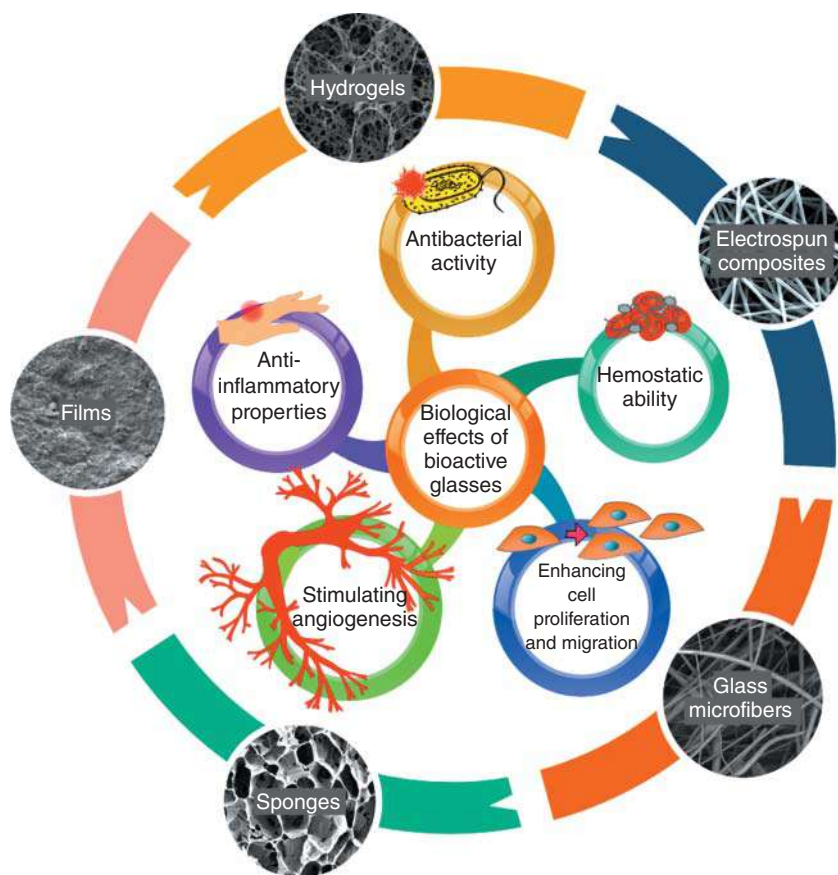 Hydrogels
Electrospun
composites
Antibacterial
activity
Hemostatic
ability
Anti-
inflammatory
properties
Films
Biological
effects of
bioactive
glasses
Stimulating
angiogenesis
Enhancing
cell
proliferation
and migration
Glass
microfibers
Sponges